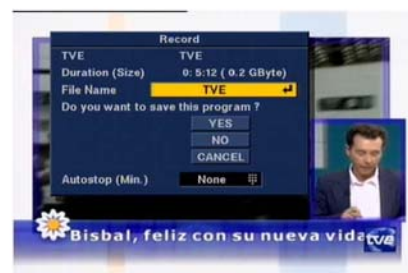 Record
TVE TVE
Duration (Size) 0: 5:12 ( 0.2 GByte)
File Name TVE
Do you want to save this program ?
YES
NO
CANCEL
Autostop (Min.) None
Bisbal, feliz con su nueva vida
tve